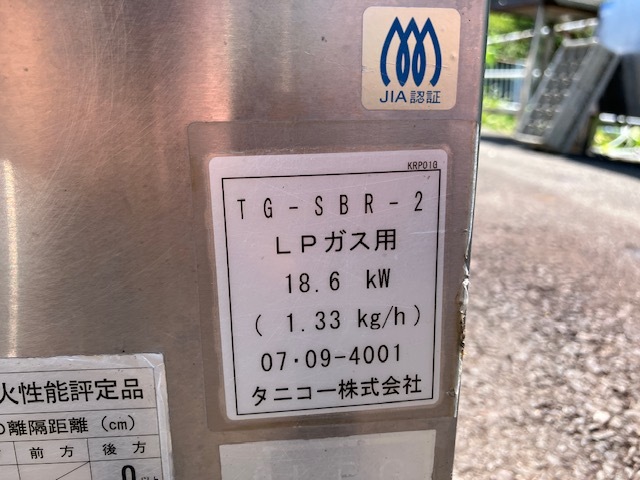 JIA認証
KRP01G
TG-SBR-2
LPガス用
18.6 kW
( 1.33 kg/h )
07・09-4001
タニコー株式会社
火性能評定品
離隔距離 (cm)
前方 後方
0